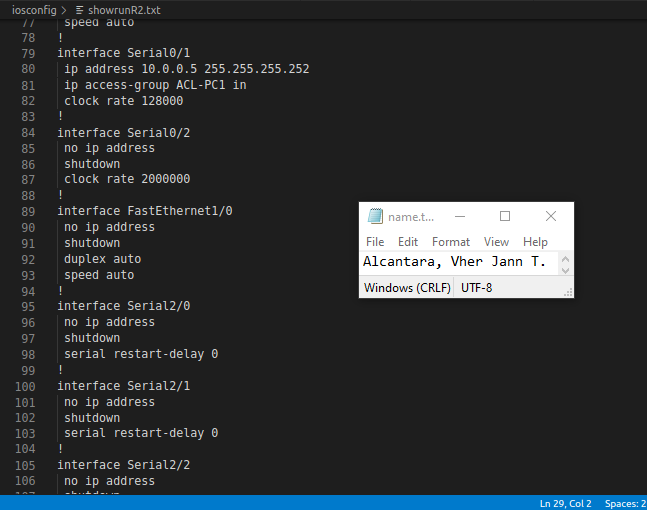 iosconfig > showrunR2.txt
77 speed auto
78 !
79 interface Serial0/1
80 ip address 10.0.0.5 255.255.255.252
81 ip access-group ACL-PC1 in
82 clock rate 128000
83 !
84 interface Serial0/2
85 no ip address
86 shutdown
87 clock rate 2000000
88 !
89 interface FastEthernet1/0
90 no ip address
91 shutdown
92 duplex auto
93 speed auto
94 !
95 interface Serial2/0
96 no ip address
97 shutdown
98 serial restart-delay 0
99 !
100 interface Serial2/1
101 no ip address
102 shutdown
103 serial restart-delay 0
104 !
105 interface Serial2/2
106 no ip address
107 shutdown
name.t...
File Edit Format View Help
Alcantara, Vher Jann T.
Windows (CRLF) UTF-8
Ln 29, Col 2 Spaces: 2